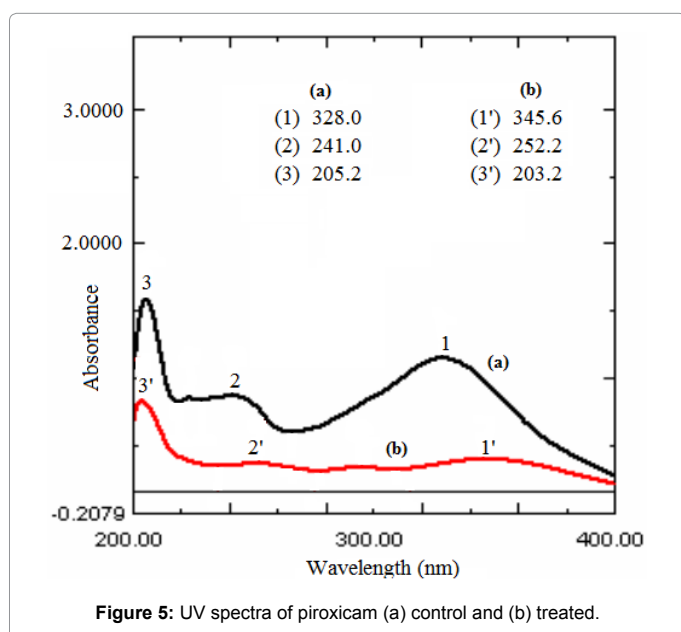 (a) (b)
(1) 328.0 (1') 345.6
(2) 241.0 (2') 252.2
(3) 205.2 (3') 203.2
3.0000
2.0000
-0.2079
Absorbance
3
2
1
(a)
3'
2'
(b)
1'
200.00 300.00 400.00
Wavelength (nm)
Figure 5: UV spectra of piroxicam (a) control and (b) treated.